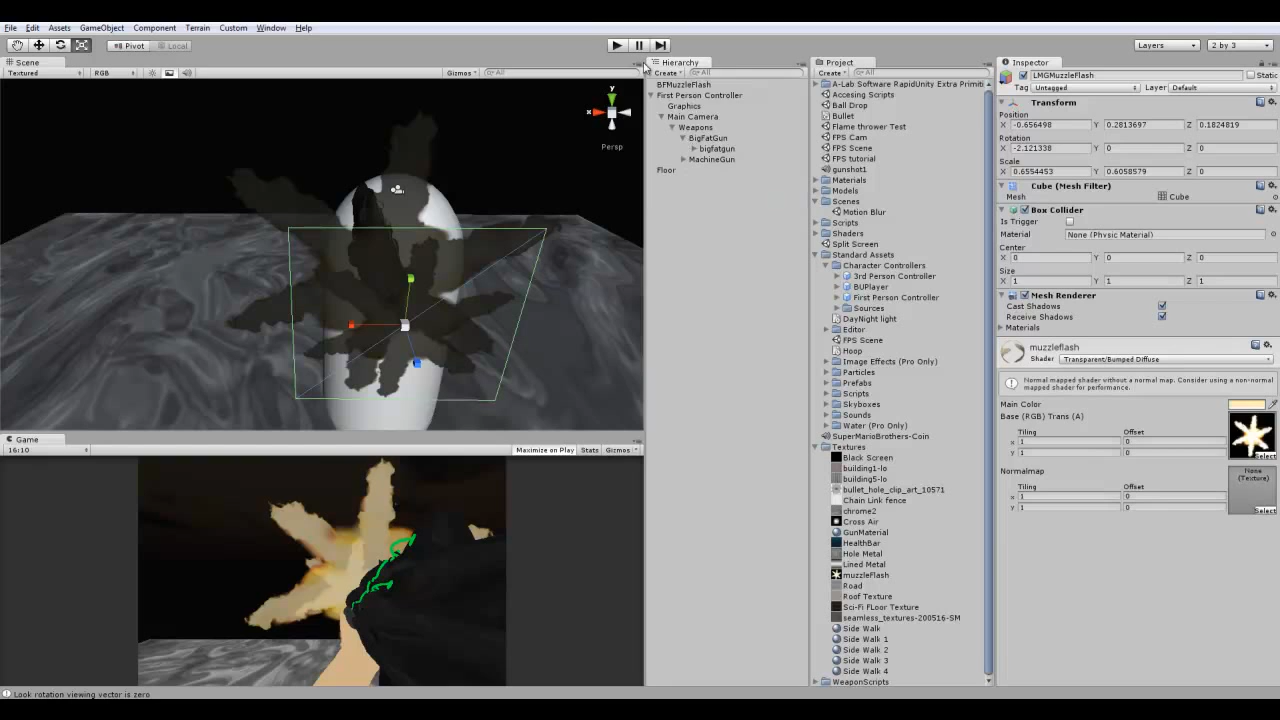 File Edit Assets GameObject Component Terrain Custom Window Help
Pivot Local Layers 2 by 3
Scene
Textured RGB Gizmos All
y
x
Persp
Game
16:10 Maximize on Play Stats Gizmos
Look rotation viewing vector is zero
Hierarchy
Create All
BFMuzzleFlash
First Person Controller
Graphics
Main Camera
Weapons
BigFatGun
bigfatgun
MachineGun
Floor
Project
Create All
A-Lab Software RapidUnity Extra Primiti
Accesing Scripts
Ball Drop
Bullet
Flame thrower Test
FPS Cam
FPS Scene
FPS tutorial
gunshot1
Materials
Models
Scenes
Motion Blur
Scripts
Shaders
Split Screen
Standard Assets
Character Controllers
3rd Person Controller
BUPlayer
First Person Controller
Sources
DayNight light
Editor
FPS Scene
Hoop
Image Effects (Pro Only)
Particles
Prefabs
Scripts
Skyboxes
Sounds
Water (Pro Only)
SuperMarioBrothers-Coin
Textures
Black Screen
building1-lo
building5-lo
bullet_hole_clip_art_10571
Chain Link fence
chrome2
Cross Air
GunMaterial
HealthBar
Hole Metal
Lined Metal
muzzleFlash
Road
Roof Texture
Sci-Fi FLoor Texture
seamless_textures-200516-SM
Side Walk
Side Walk 1
Side Walk 2
Side Walk 3
Side Walk 4
WeaponScripts
Inspector
LMGMuzzleFlash Static
Tag Untagged Layer Default
Transform
Position
X -0.656498 Y 0.2813697 Z 0.1824819
Rotation
X -2.121338 Y 0 Z 0
Scale
X 0.6554453 Y 0.6058579 Z 0
Cube (Mesh Filter)
Mesh Cube
Box Collider
Is Trigger
Material None (Physic Material)
Center
X 0 Y 0 Z 0
Size
X 1 Y 1 Z 1
Mesh Renderer
Cast Shadows
Receive Shadows
Materials
muzzleflash
Shader Transparent/Bumped Diffuse
Normal mapped shader without a normal map. Consider using a non-normal
mapped shader for performance.
Main Color
Base (RGB) Trans (A)
Tiling Offset
x 1 0
y 1 0
Select
Normalmap
None
(Texture)
Tiling Offset
x 1 0
y 1 0
Select